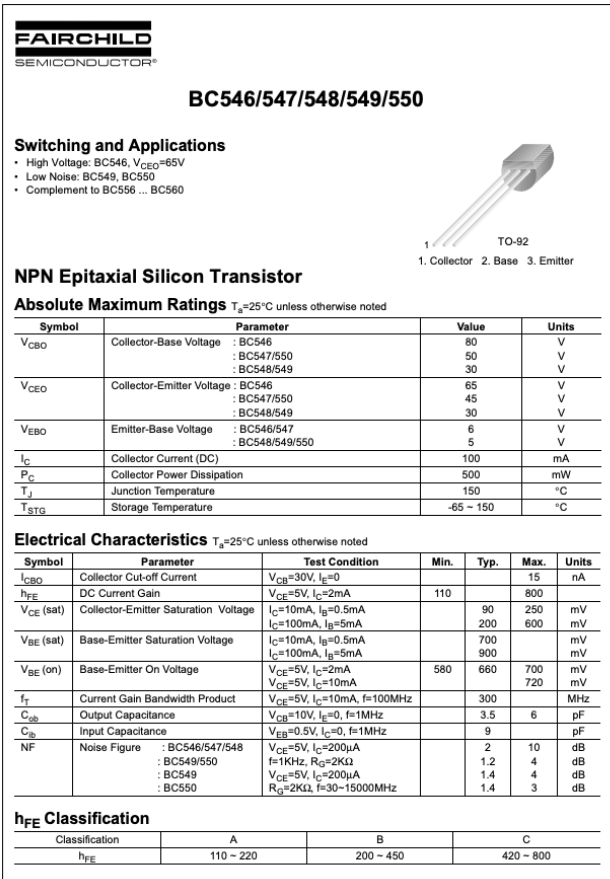 FAIRCHILD
SEMICONDUCTOR®
BC546/547/548/549/550
Switching and Applications
• High Voltage: BC546, VCEO=65V
• Low Noise: BC549, BC550
• Complement to BC556 ... BC560
1
TO-92
1. Collector 2. Base 3. Emitter
NPN Epitaxial Silicon Transistor
Absolute Maximum Ratings Ta=25°C unless otherwise noted
Symbol Parameter Value Units
VCBO Collector-Base Voltage : BC546 80 V
: BC547/550 50 V
: BC548/549 30 V
VCEO Collector-Emitter Voltage : BC546 65 V
: BC547/550 45 V
: BC548/549 30 V
VEBO Emitter-Base Voltage : BC546/547 6 V
: BC548/549/550 5 V
IC Collector Current (DC) 100 mA
PC Collector Power Dissipation 500 mW
TJ Junction Temperature 150 °C
TSTG Storage Temperature -65 ~ 150 °C
Electrical Characteristics Ta=25°C unless otherwise noted
Symbol Parameter Test Condition Min. Typ. Max. Units
ICBO Collector Cut-off Current VCB=30V, IE=0 15 nA
hFE DC Current Gain VCE=5V, IC=2mA 110 800
VCE (sat) Collector-Emitter Saturation Voltage IC=10mA, IB=0.5mA 90 250 mV
IC=100mA, IB=5mA 200 600 mV
VBE (sat) Base-Emitter Saturation Voltage IC=10mA, IB=0.5mA 700 mV
IC=100mA, IB=5mA 900 mV
VBE (on) Base-Emitter On Voltage VCE=5V, IC=2mA 580 660 700 mV
VCE=5V, IC=10mA 720 mV
fT Current Gain Bandwidth Product VCE=5V, IC=10mA, f=100MHz 300 MHz
Cob Output Capacitance VCB=10V, IE=0, f=1MHz 3.5 6 pF
Cib Input Capacitance VEB=0.5V, IC=0, f=1MHz 9 pF
NF Noise Figure : BC546/547/548 VCE=5V, IC=200μA 2 10 dB
: BC549/550 f=1KHz, RG=2KΩ 1.2 4 dB
: BC549 VCE=5V, IC=200μA 1.4 4 dB
: BC550 RG=2KΩ, f=30~15000MHz 1.4 3 dB
hFE Classification
Classification A B C
hFE 110 ~ 220 200 ~ 450 420 ~ 800